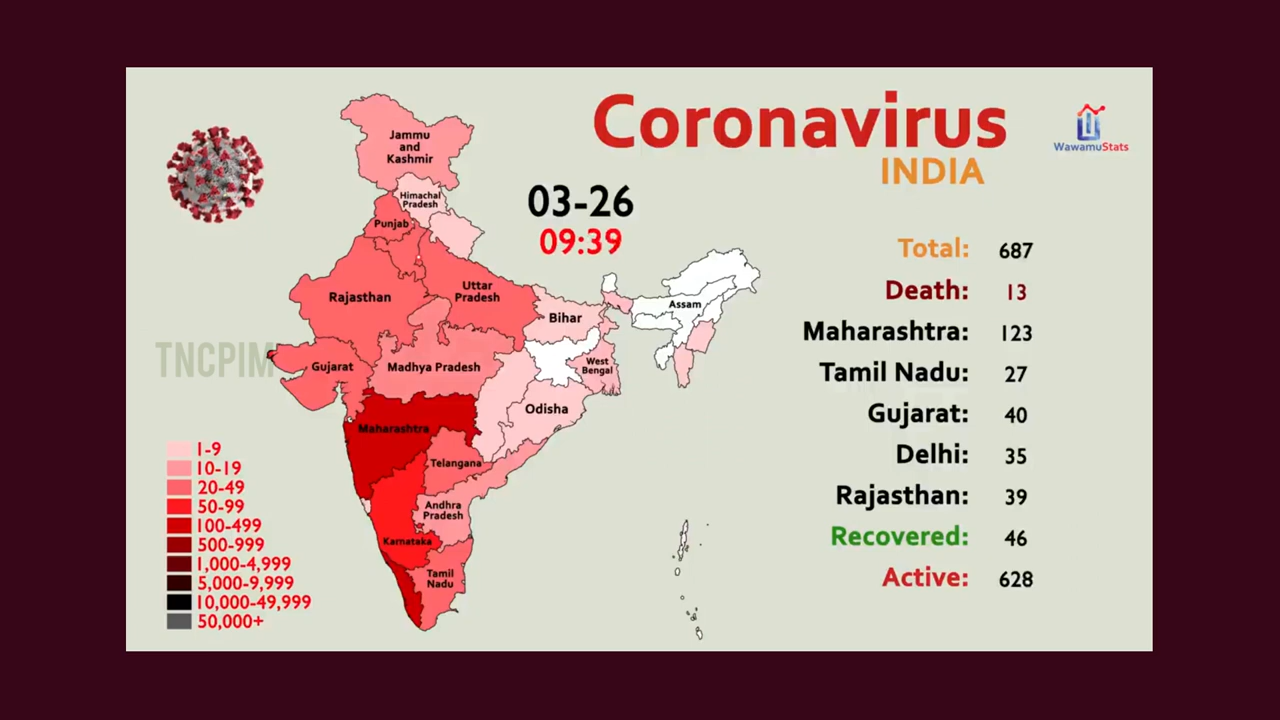 Coronavirus
INDIA
WawamuStats
03-26
09:39
Jammu
and
Kashmir
Himachal
Pradesh
Punjab
Rajasthan
Uttar
Pradesh
Bihar
Assam
TNCPIM
Gujarat
Madhya Pradesh
West
Bengal
Odisha
Maharashtra
Telangana
Andhra
Pradesh
Karnataka
Tamil
Nadu
Total: 687
Death: 13
Maharashtra: 123
Tamil Nadu: 27
Gujarat: 40
Delhi: 35
Rajasthan: 39
Recovered: 46
Active: 628
1-9
10-19
20-49
50-99
100-499
500-999
1,000-4,999
5,000-9,999
10,000-49,999
50,000+